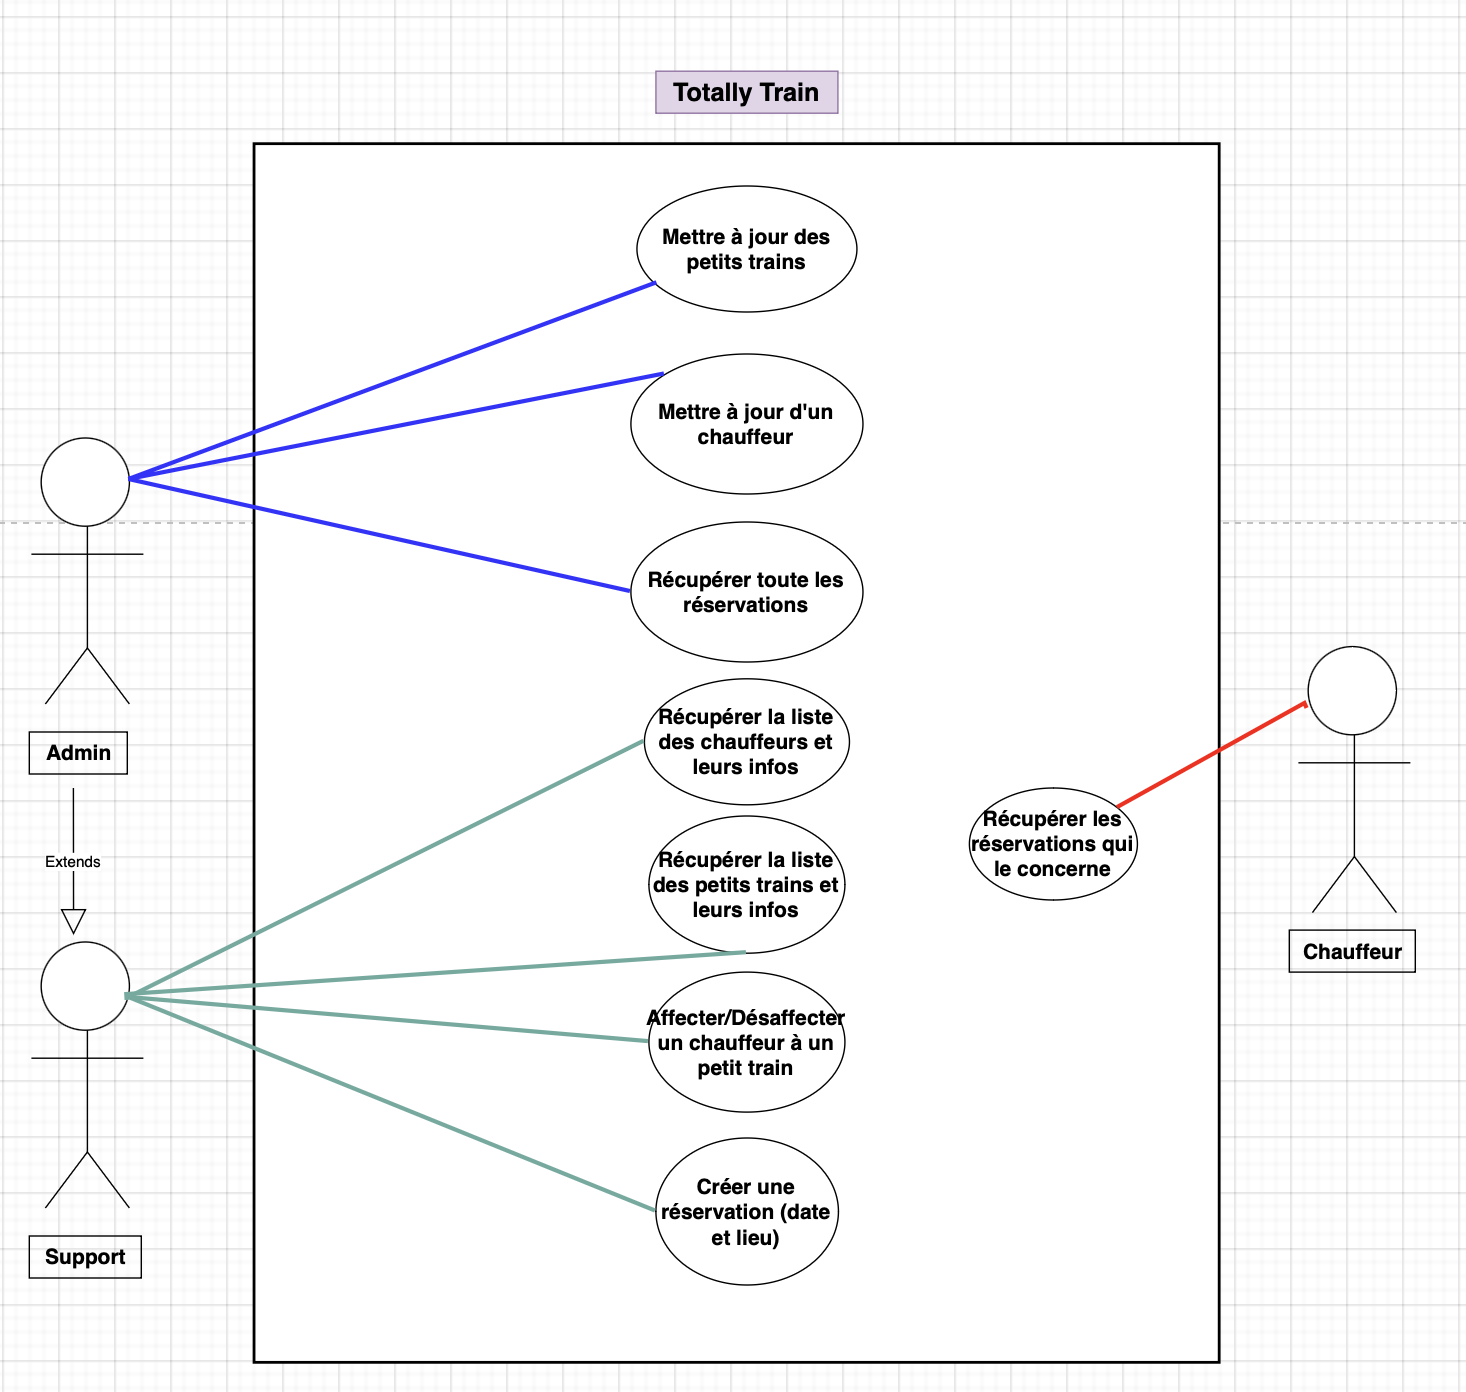 Totally Train
Mettre à jour des
petits trains
Mettre à jour d'un
chauffeur
Récupérer toute les
réservations
Admin
Récupérer la liste
des chauffeurs et
leurs infos
Extends
Récupérer la liste
des petits trains et
leurs infos
Récupérer les
réservations qui
le concerne
Chauffeur
Affecter/Désaffecter
un chauffeur à un
petit train
Créer une
réservation (date
et lieu)
Support